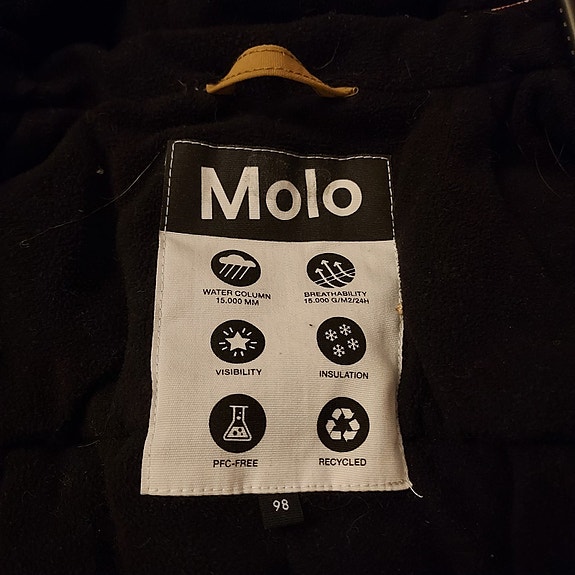 Molo
WATER COLUMN
15.000 MM
BREATHABILITY
15.000 G/M2/24H
VISIBILITY
INSULATION
PFC-FREE
RECYCLED
98